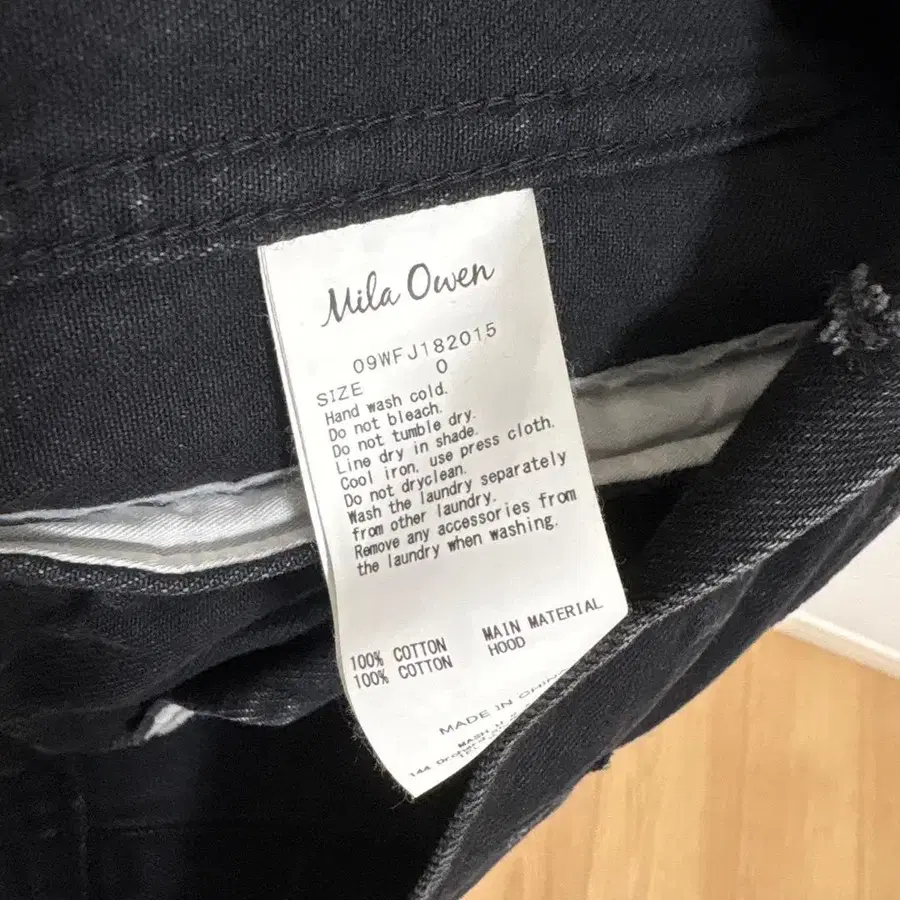 Mila Owen
09WFJ182015
SIZE 0
Hand wash cold.
Do not bleach.
Do not tumble dry.
Line dry in shade.
Cool iron, use press cloth.
Do not dryclean.
Wash the laundry separately
from other laundry.
Remove any accessories from
the laundry when washing.
100% COTTON MAIN MATERIAL
100% COTTON HOOD
MADE IN CHINA
MASH
144